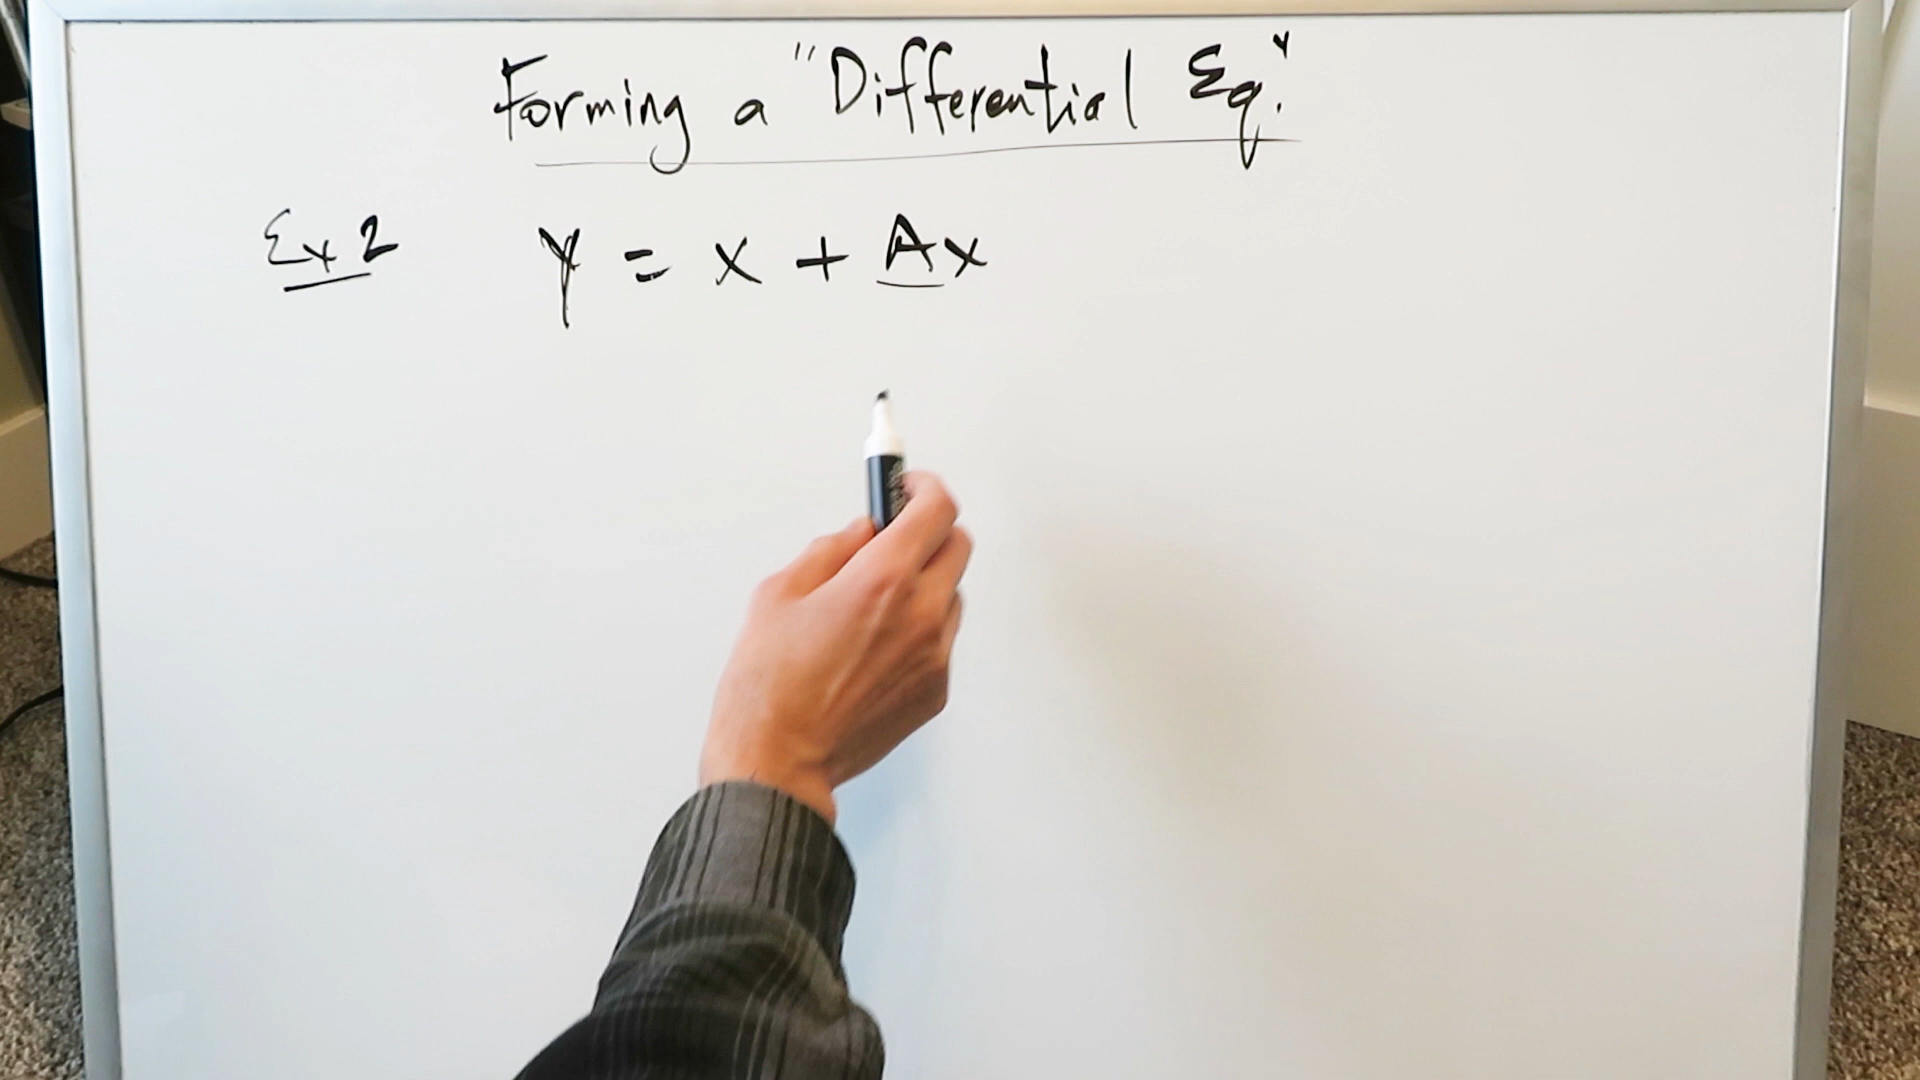 Forming a "Differential Eq."
Ex 2 y = x + Ax